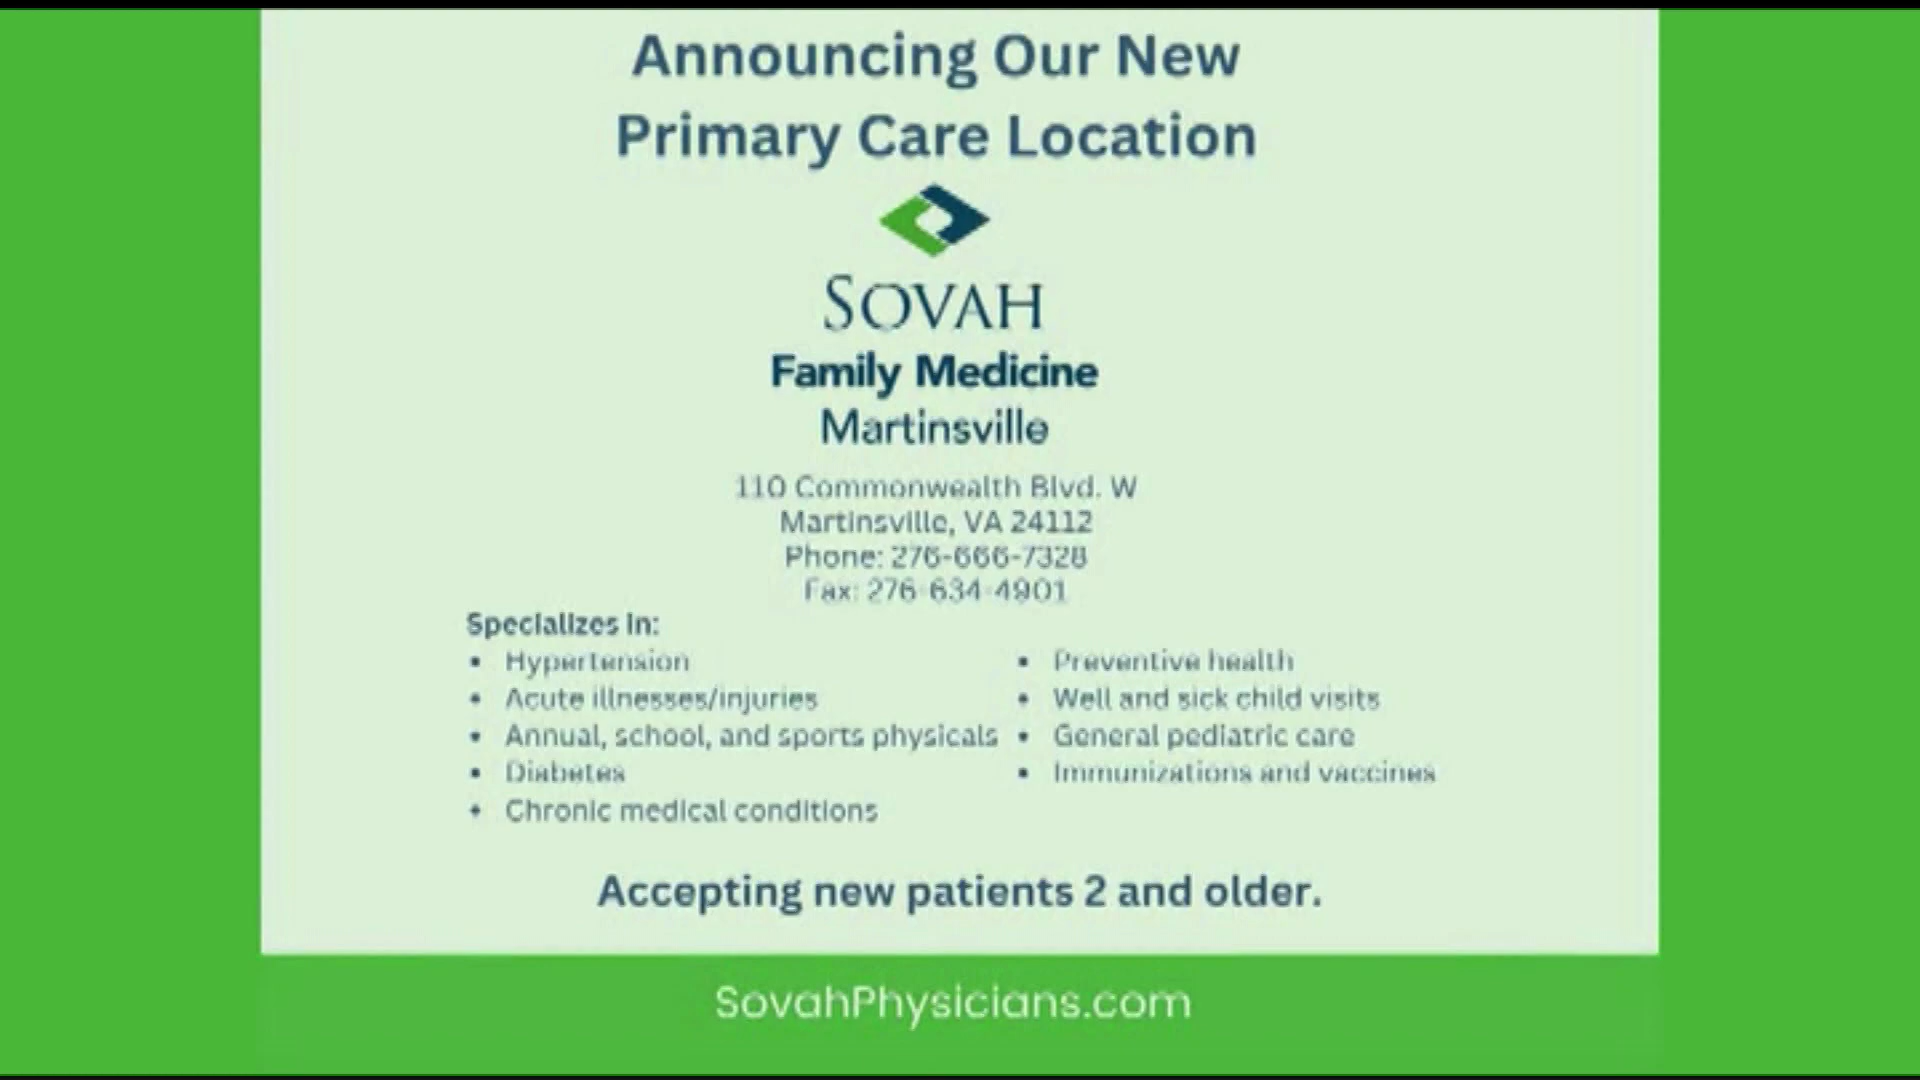 Announcing Our New
Primary Care Location
SOVAH
Family Medicine
Martinsville
110 Commonwealth Blvd. W
Martinsville, VA 24112
Phone: 276-666-7328
Fax: 276-634-4901
Specializes in:
• Hypertension
• Acute illnesses/injuries
• Annual, school, and sports physicals
• Diabetes
• Chronic medical conditions
• Preventive health
• Well and sick child visits
• General pediatric care
• Immunizations and vaccines
Accepting new patients 2 and older.
SovahPhysicians.com